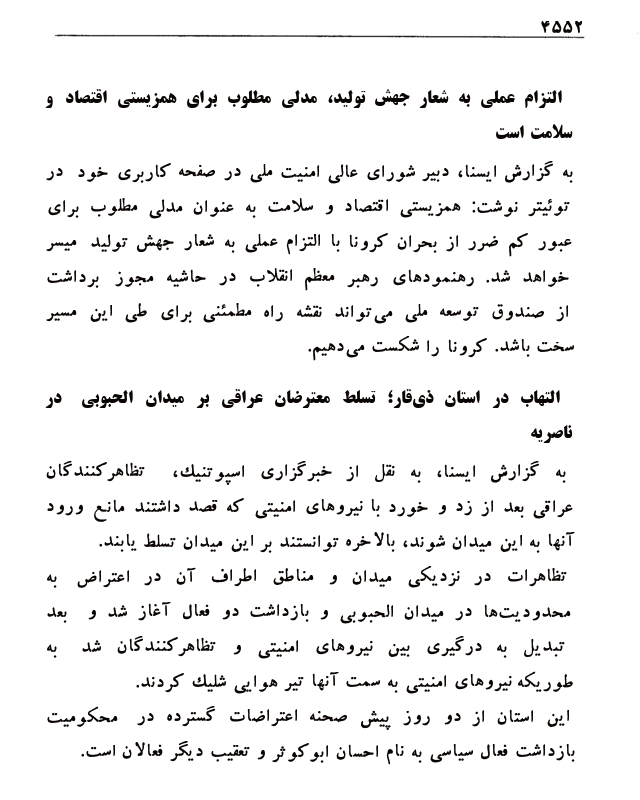 ۴۵۵۲
التزام عملی به شعار جهش تولید، مدلی مطلوب برای همزیستی اقتصاد و
سلامت است
به گزارش ایسنا، دبیر شورای عالی امنیت ملی در صفحه کاربری خود در
توئیتر نوشت: همزیستی اقتصاد و سلامت به عنوان مدلی مطلوب برای
عبور کم ضرر از بحران کرونا با التزام عملی به شعار جهش تولید میسر
خواهد شد. رهنمودهای رهبر معظم انقلاب در حاشیه مجوز برداشت
از صندوق توسعه ملی می‌تواند نقشه راه مطمئنی برای طی این مسیر
سخت باشد. کرونا را شکست می‌دهیم.
التهاب در استان ذی‌قار؛ تسلط معترضان عراقی بر میدان الحبوبی در
ناصریه
به گزارش ایسنا، به نقل از خبرگزاری اسپوتنیك، تظاهرکنندگان
عراقی بعد از زد و خورد با نیروهای امنیتی که قصد داشتند مانع ورود
آنها به این میدان شوند، بالاخره توانستند بر این میدان تسلط یابند.
تظاهرات در نزدیکی میدان و مناطق اطراف آن در اعتراض به
محدودیت‌ها در میدان الحبوبی و بازداشت دو فعال آغاز شد و بعد
تبدیل به درگیری بین نیروهای امنیتی و تظاهرکنندگان شد به
طوریکه نیروهای امنیتی به سمت آنها تیر هوایی شلیك کردند.
این استان از دو روز پیش صحنه اعتراضات گسترده در محکومیت
بازداشت فعال سیاسی به نام احسان ابوکوثر و تعقیب دیگر فعالان است.